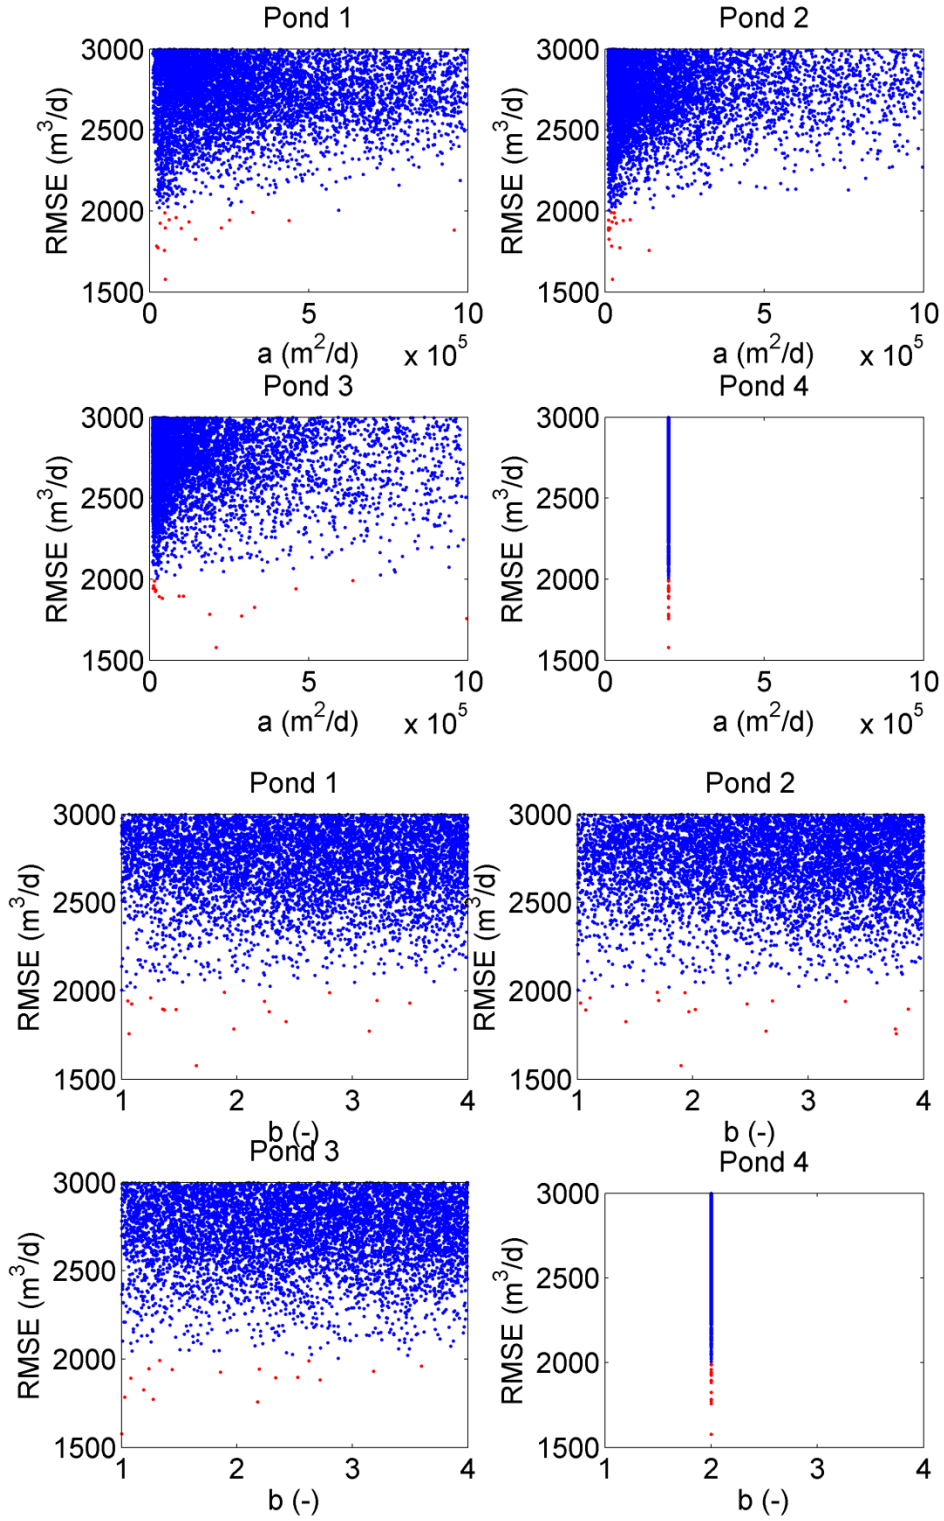 Pond 1
Pond 2
RMSE (m³/d)
3000
2500
2000
1500
0
5
10
a (m²/d)
x 10⁵
RMSE (m³/d)
3000
2500
2000
1500
0
5
10
a (m²/d)
x 10⁵
Pond 3
Pond 4
RMSE (m³/d)
3000
2500
2000
1500
0
5
10
a (m²/d)
x 10⁵
RMSE (m³/d)
3000
2500
2000
1500
0
5
10
a (m²/d)
x 10⁵
Pond 1
Pond 2
RMSE (m³/d)
3000
2500
2000
1500
1
2
3
4
b (-)
RMSE (m³/d)
3000
2500
2000
1500
1
2
3
4
b (-)
Pond 3
Pond 4
RMSE (m³/d)
3000
2500
2000
1500
1
2
3
4
b (-)
RMSE (m³/d)
3000
2500
2000
1500
1
2
3
4
b (-)